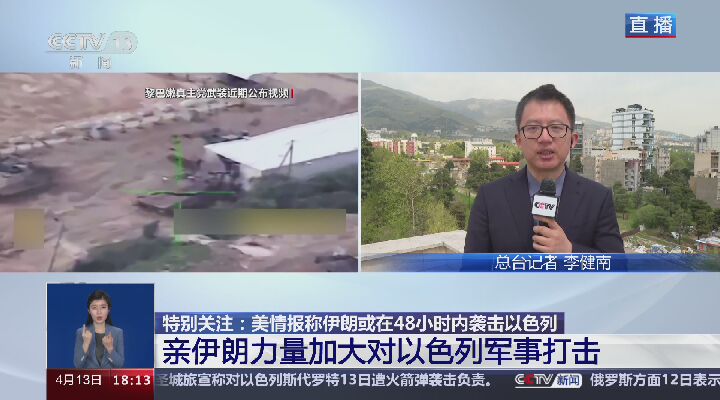 CCTV 13
新闻
直播
黎巴嫩真主党武装近期公布视频
CCTV
总台记者 李健南
特别关注：美情报称伊朗或在48小时内袭击以色列
亲伊朗力量加大对以色列军事打击
4月13日 18:13 圣城旅宣称对以色列斯代罗特13日遭火箭弹袭击负责。 CCTV 新闻 俄罗斯方面12日表示